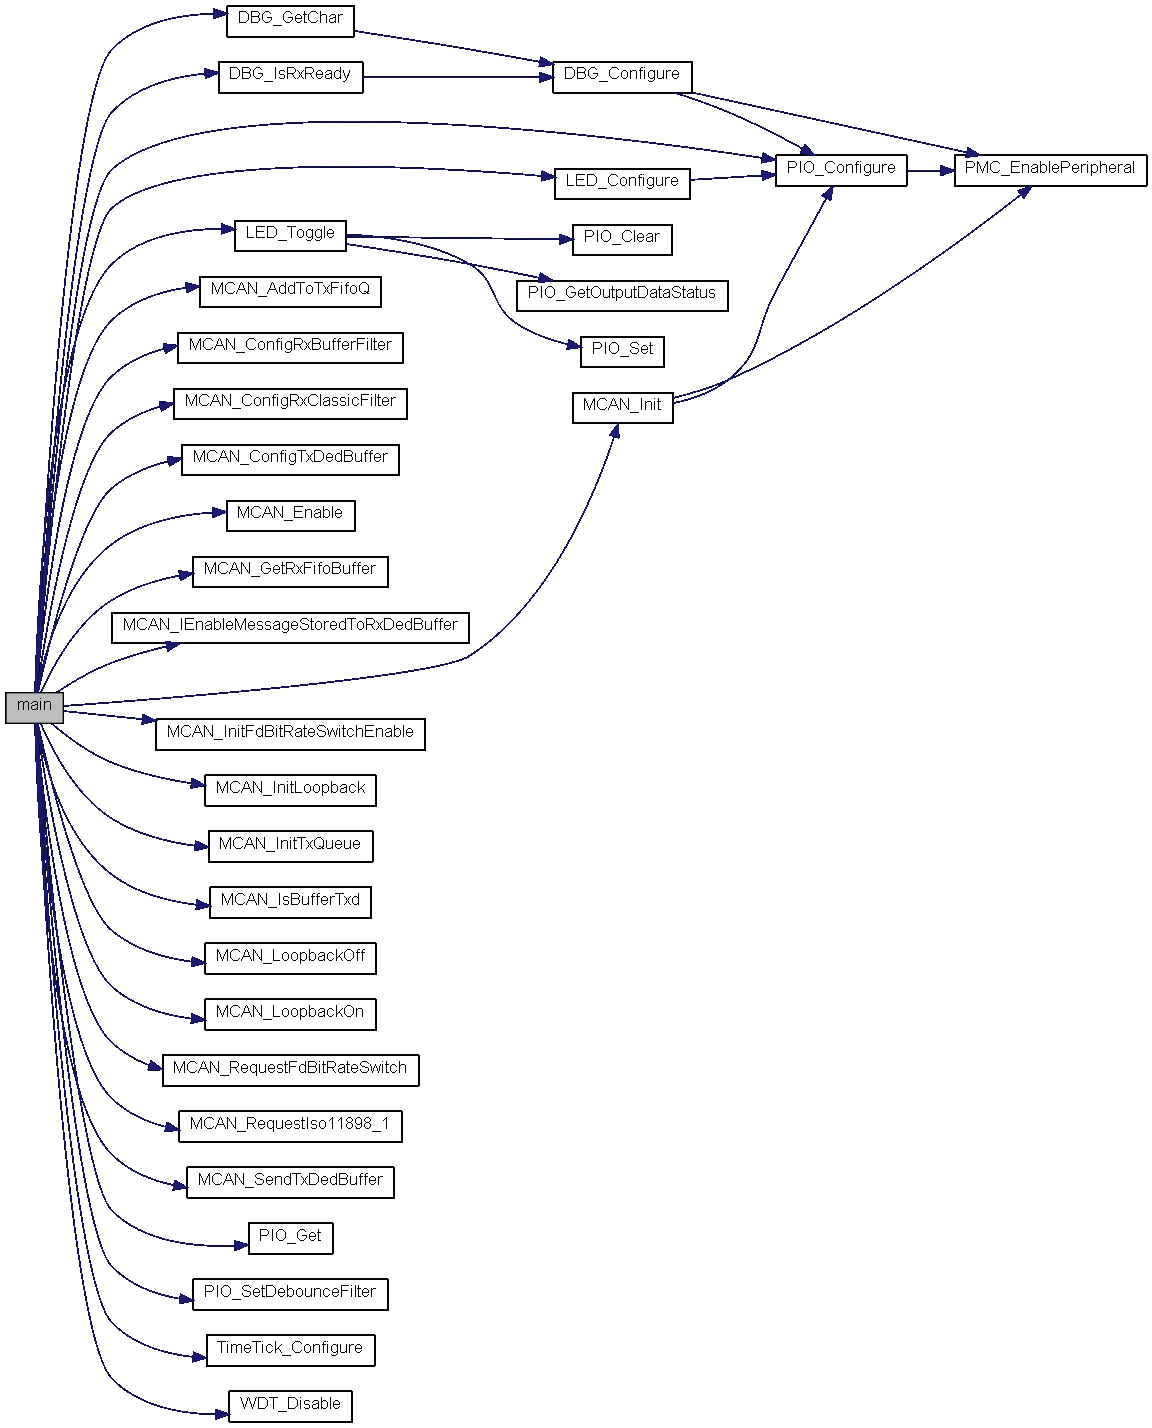 DBG_GetChar
DBG_IsRxReady
DBG_Configure
PIO_Configure
PMC_EnablePeripheral
LED_Configure
LED_Toggle
PIO_Clear
MCAN_AddToTxFifoQ
PIO_GetOutputDataStatus
MCAN_ConfigRxBufferFilter
PIO_Set
MCAN_ConfigRxClassicFilter
MCAN_Init
MCAN_ConfigTxDedBuffer
MCAN_Enable
MCAN_GetRxFifoBuffer
MCAN_IEnableMessageStoredToRxDedBuffer
main
MCAN_InitFdBitRateSwitchEnable
MCAN_InitLoopback
MCAN_InitTxQueue
MCAN_IsBufferTxd
MCAN_LoopbackOff
MCAN_LoopbackOn
MCAN_RequestFdBitRateSwitch
MCAN_RequestIso11898_1
MCAN_SendTxDedBuffer
PIO_Get
PIO_SetDebounceFilter
TimeTick_Configure
WDT_Disable